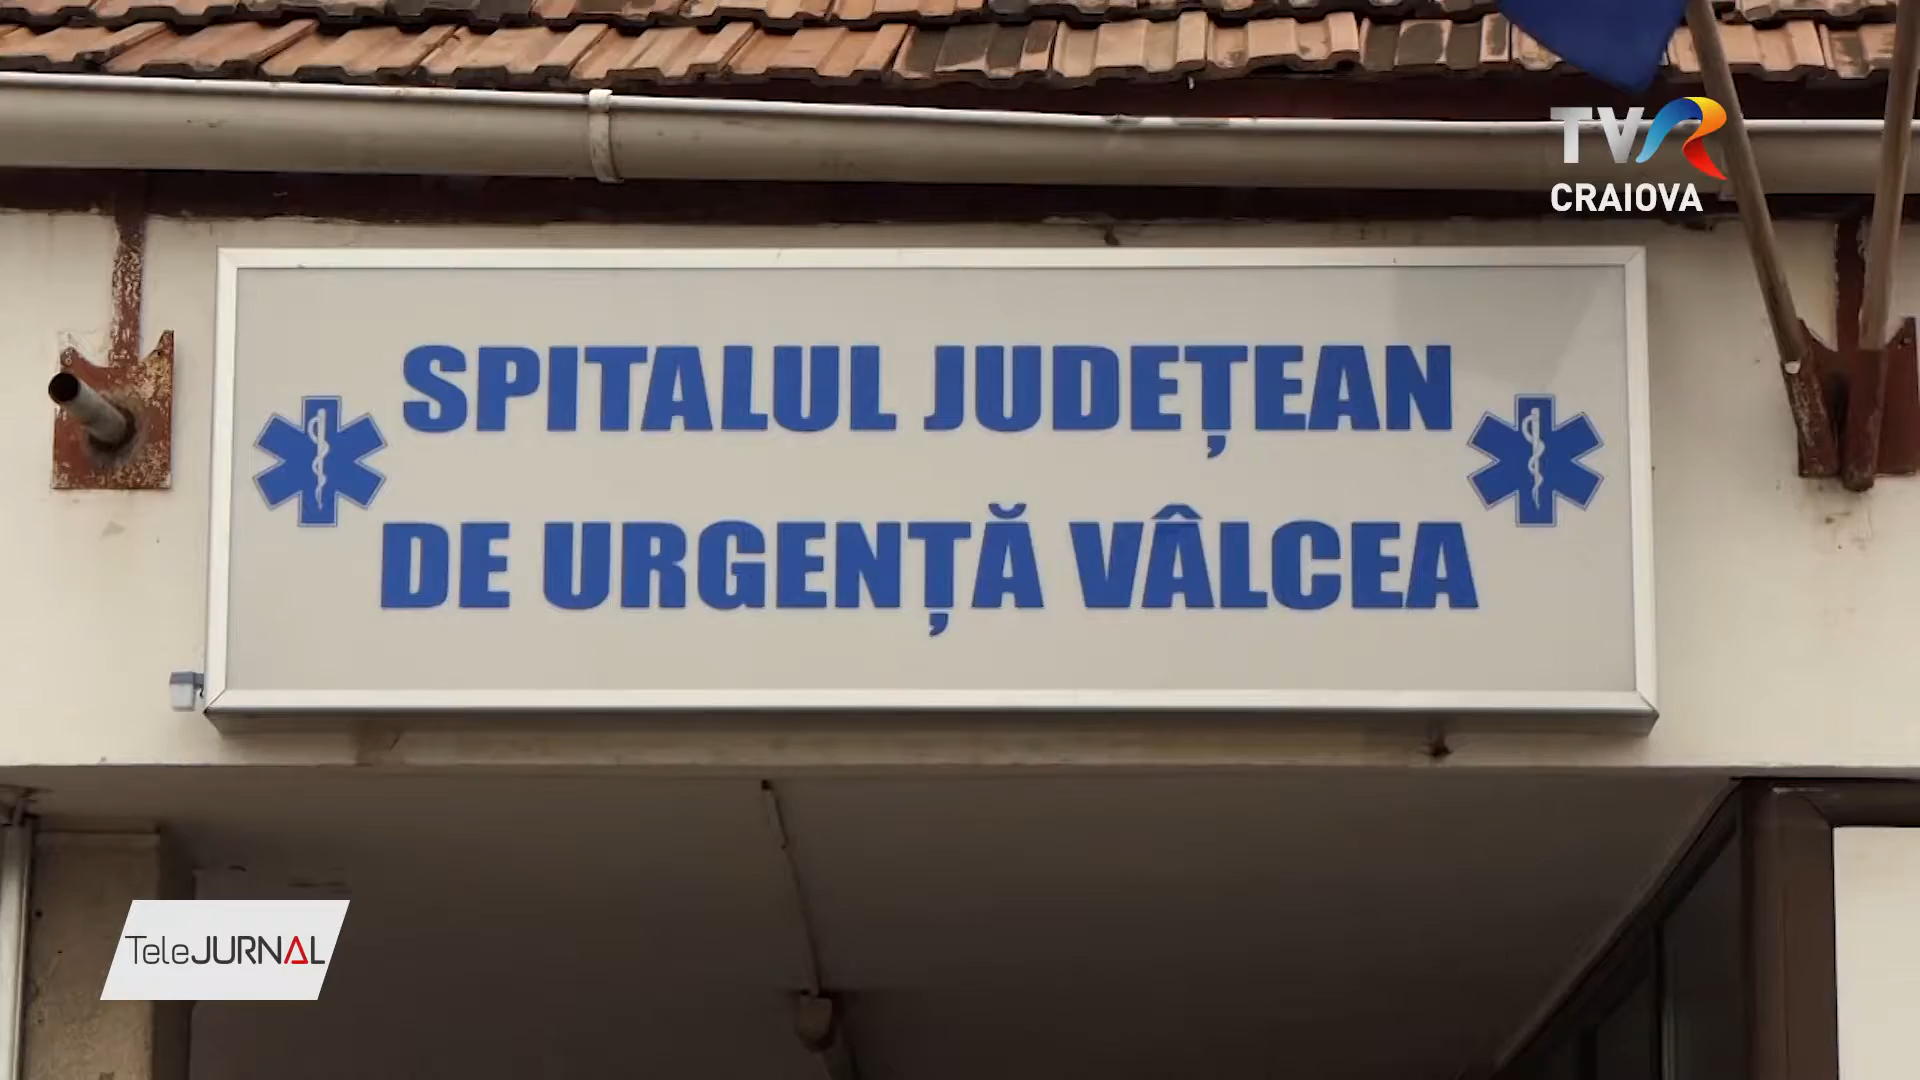 TVR
CRAIOVA
SPITALUL JUDEȚEAN
DE URGENȚĂ VÂLCEA
TeleJURNAL